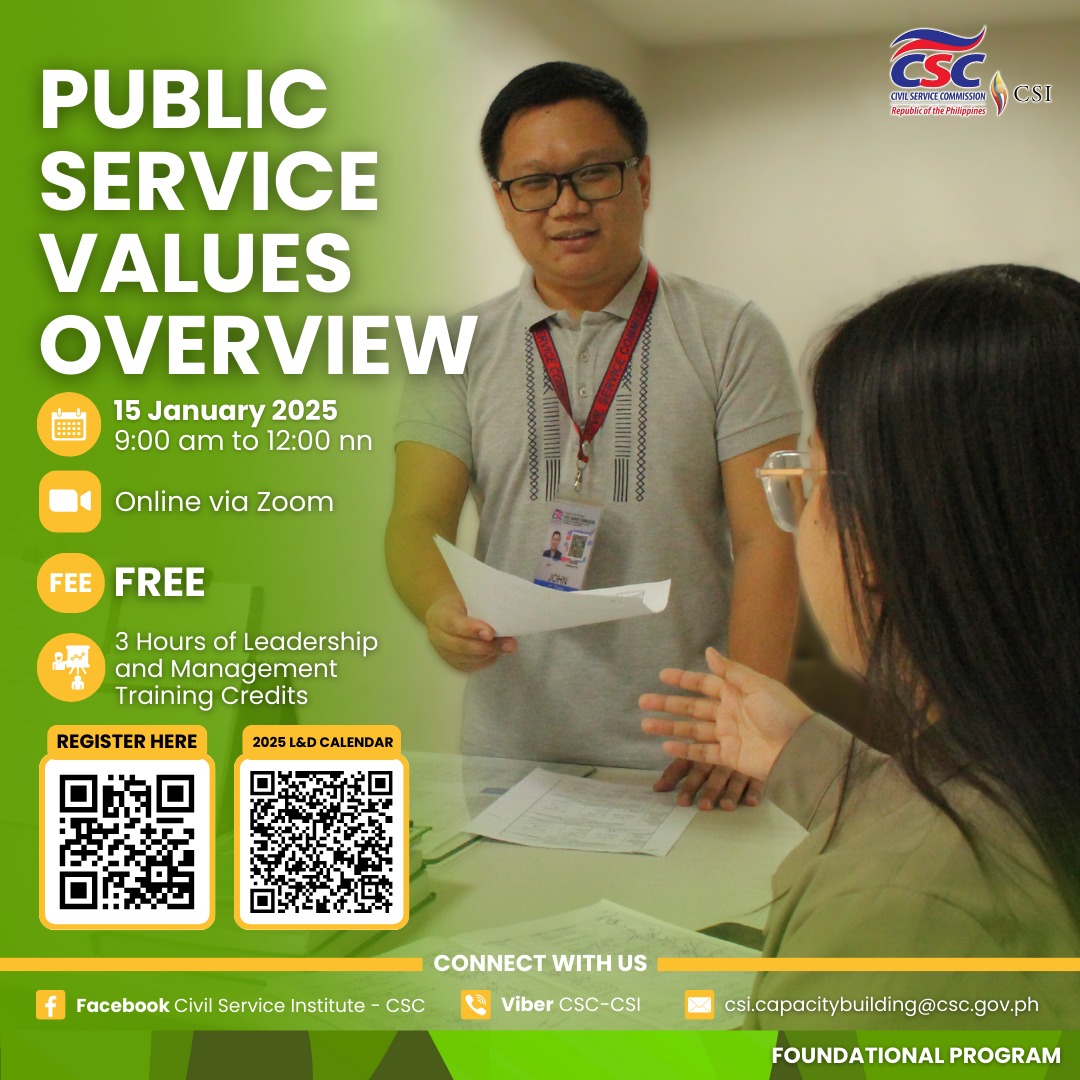 CSC
CIVIL SERVICE COMMISSION
Republic of the Philippines
CSI
PUBLIC
SERVICE
VALUES
OVERVIEW
15 January 2025
9:00 am to 12:00 nn
Online via Zoom
FEE FREE
3 Hours of Leadership
and Management
Training Credits
SERVICE COMMISSION
JOHN
REGISTER HERE
2025 L&D CALENDAR
CONNECT WITH US
Facebook Civil Service Institute - CSC
Viber CSC-CSI
csi.capacitybuilding@csc.gov.ph
FOUNDATIONAL PROGRAM